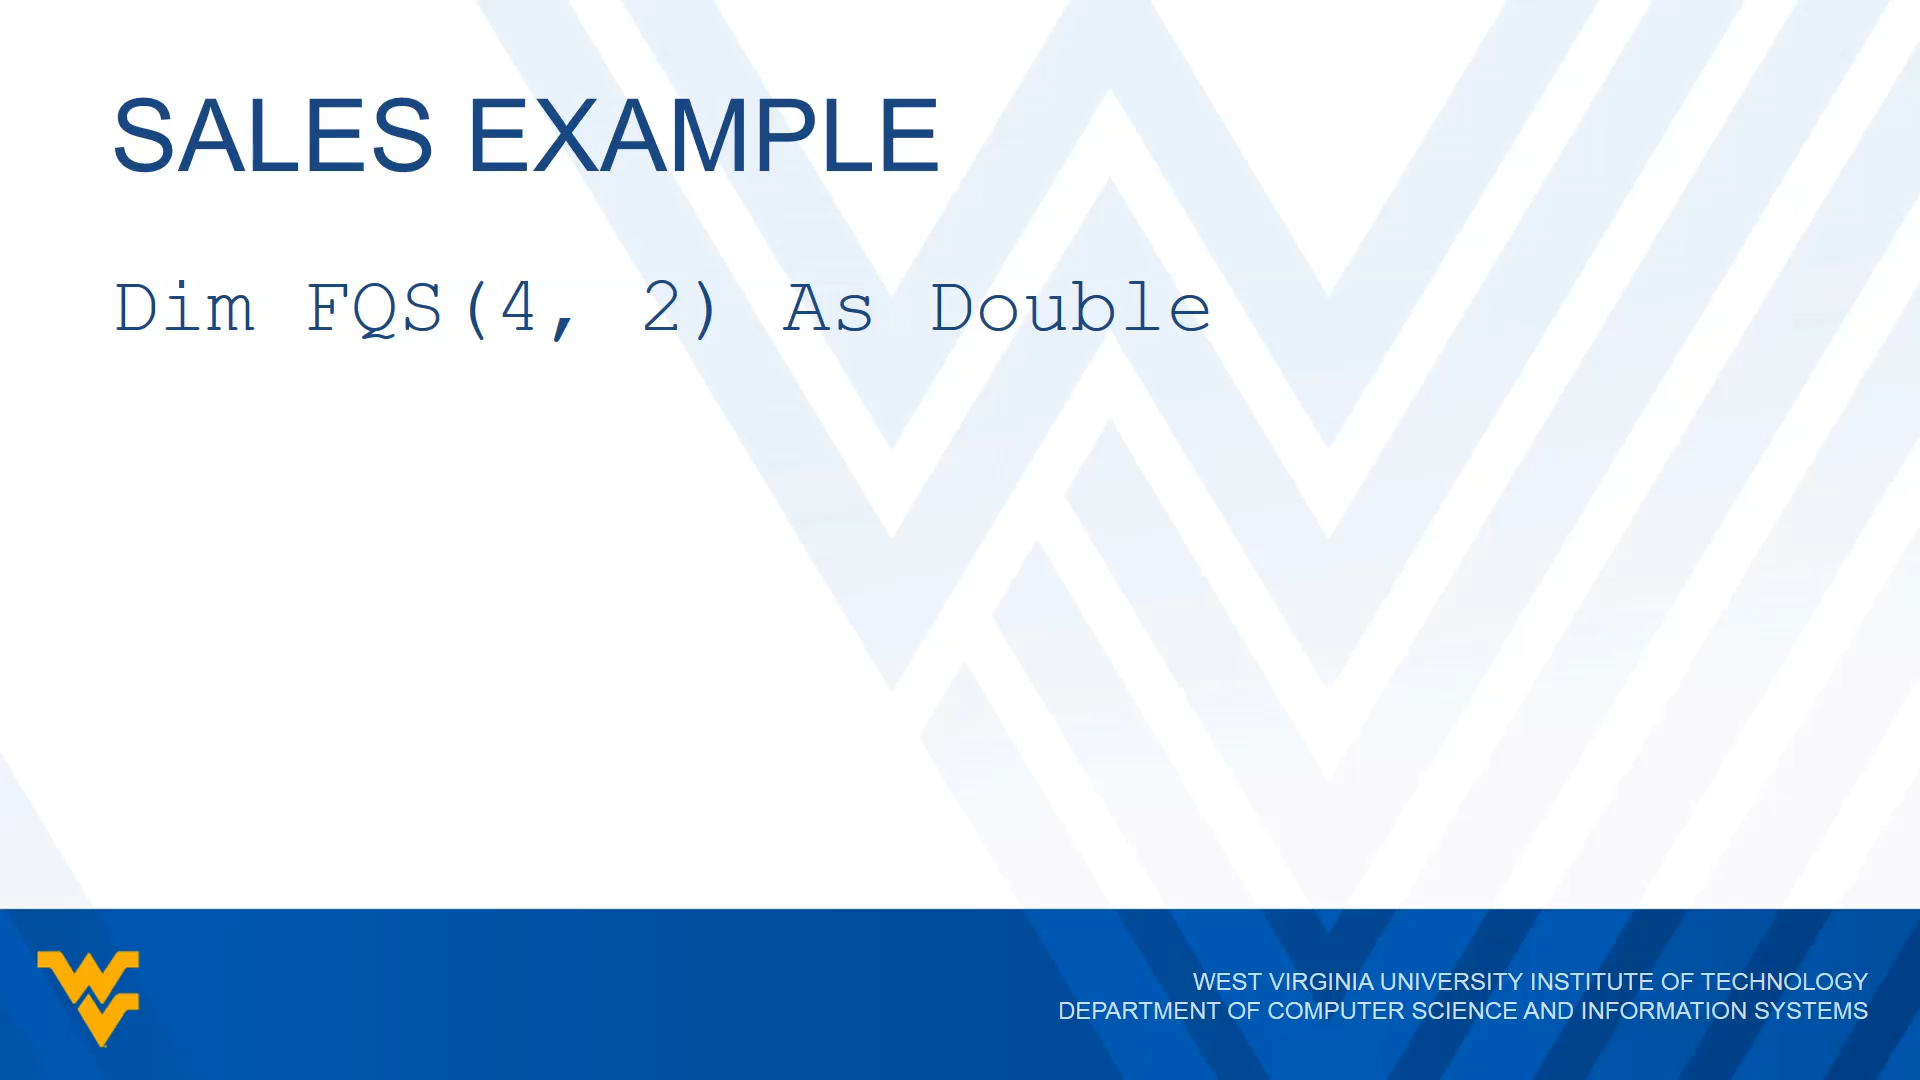 SALES EXAMPLE
Dim FQS(4, 2) As Double
WEST VIRGINIA UNIVERSITY INSTITUTE OF TECHNOLOGY
DEPARTMENT OF COMPUTER SCIENCE AND INFORMATION SYSTEMS